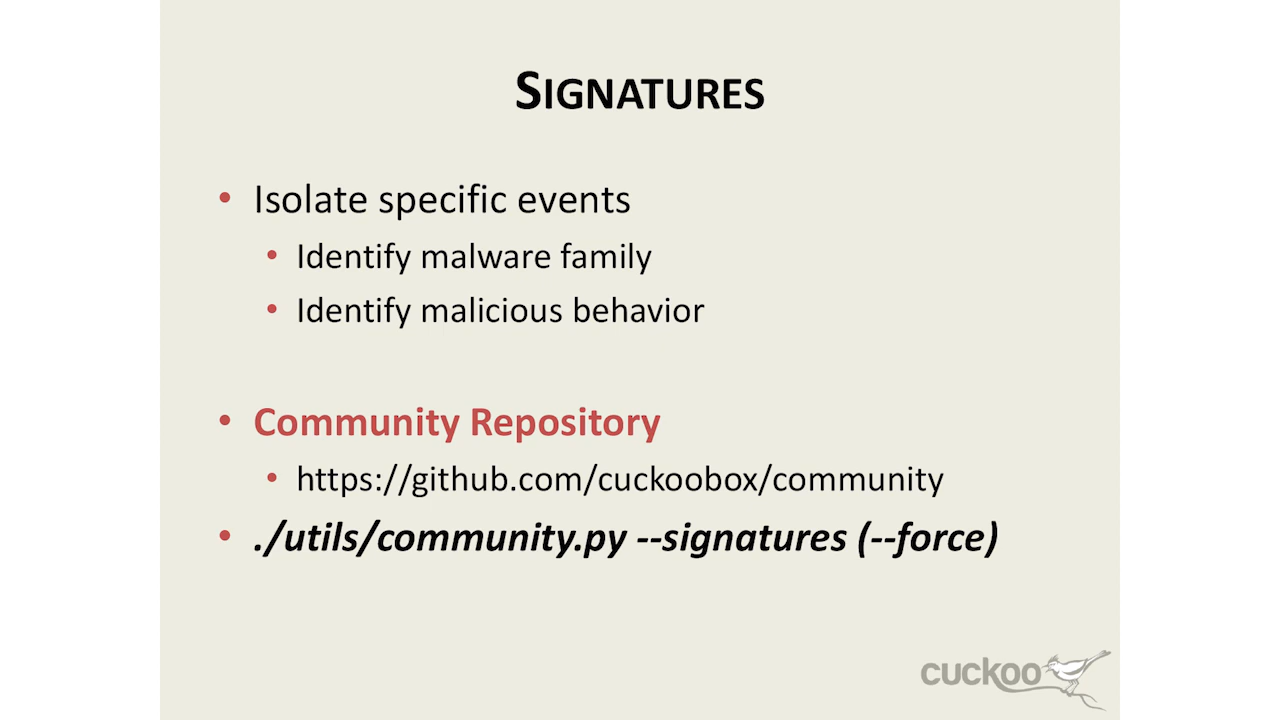 SIGNATURES
• Isolate specific events
• Identify malware family
• Identify malicious behavior
• Community Repository
• https://github.com/cuckoobox/community
• ./utils/community.py --signatures (--force)
cuckoo